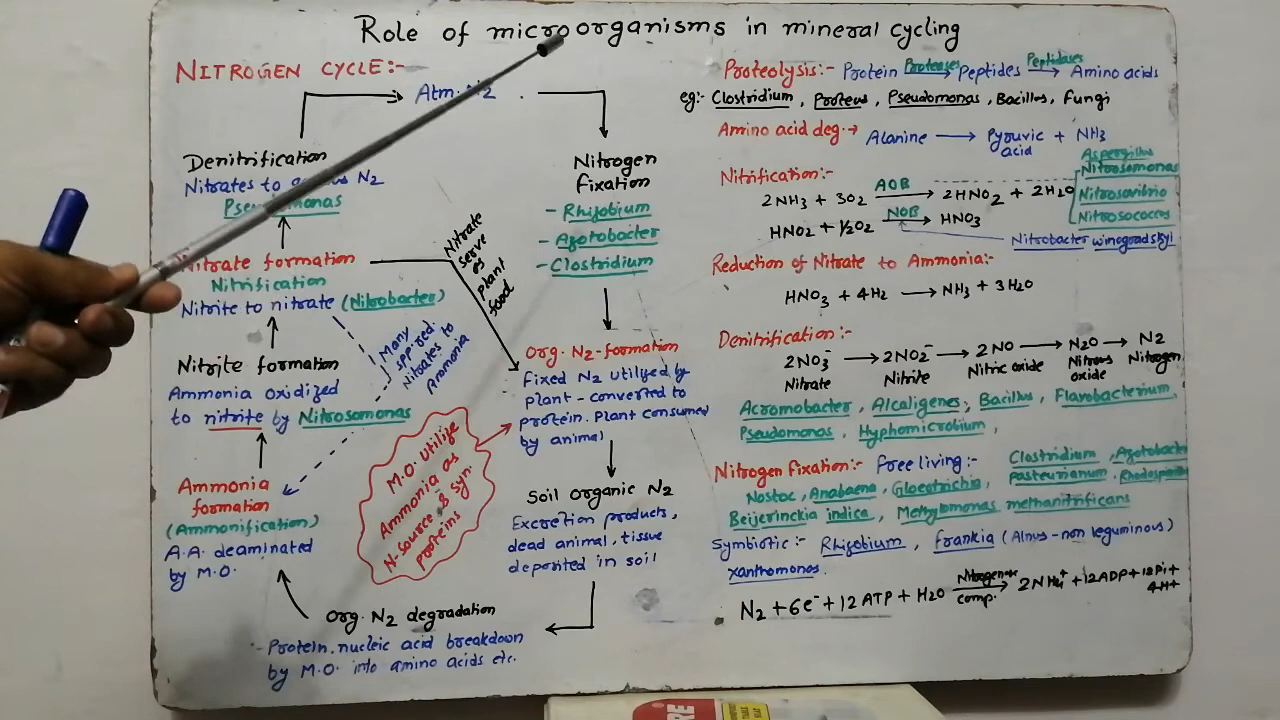 Role of microorganisms in mineral cycling
NITROGEN CYCLE:-
Atm. N2
Denitrification
Nitrates to N2
Nitrate formation
Nitrification
Nitrite to nitrate (Nitrobacter)
Nitrite formation
Ammonia oxidized
to nitrite by Nitrosomonas
Ammonia
formation
(Ammonification)
A.A. deaminated
by M.O.
Nitrate
serve
as
plant
food
Many
spp. red.
Nitrates to
Ammonia
M.O. Utilize
Ammonia as
N-source & syn.
proteins
Nitrogen
fixation
- Rhizobium
- Azotobacter
- Clostridium
Org. N2-formation
fixed N2 utilized by
plant - converted to
protein. Plant consumed
by animal
Soil organic N2
Excretion products,
dead animal, tissue
deposited in soil
Org. N2 degradation
- Protein, nucleic acid breakdown
by M.O. into amino acids etc.
Proteolysis:- Protein Proteases → Peptides Peptidases → Amino acids
eg:- Clostridium, Proteus, Pseudomonas, Bacillus, Fungi
Amino acid deg. → Alanine → Pyruvic acid + NH3
Nitrification:-
2NH3 + 3O2 AOB → 2HNO2 + 2H2O
HNO2 + 1/2O2 NOB → HNO3
Aspergillus
Nitrosomonas
Nitrosovibrio
Nitrosococcus
Nitrobacter winogradskyi
Reduction of Nitrate to Ammonia:-
HNO3 + 4H2 → NH3 + 3H2O
Denitrification:-
2NO3⁻ → 2NO2⁻ → 2NO → N2O → N2
Nitrate Nitrite Nitric oxide Nitrous oxide Nitrogen
Acromobacter, Alcaligenes, Bacillus, Flavobacterium,
Pseudomonas, Hyphomicrobium,
Nitrogen fixation:- Free living:- Clostridium pasteurianum, Azotobacter
Nostoc, Anabaena, Gloeotrichia,
Beijerinckia indica, Methylomonas methanitrificans
Symbiotic:- Rhizobium, Frankia (Alnus-non leguminous)
xanthomonas.
N2 + 6e⁻ + 12 ATP + H2O Nitrogenase comp. → 2NH4⁺ + 12ADP + 12Pi + 4H+